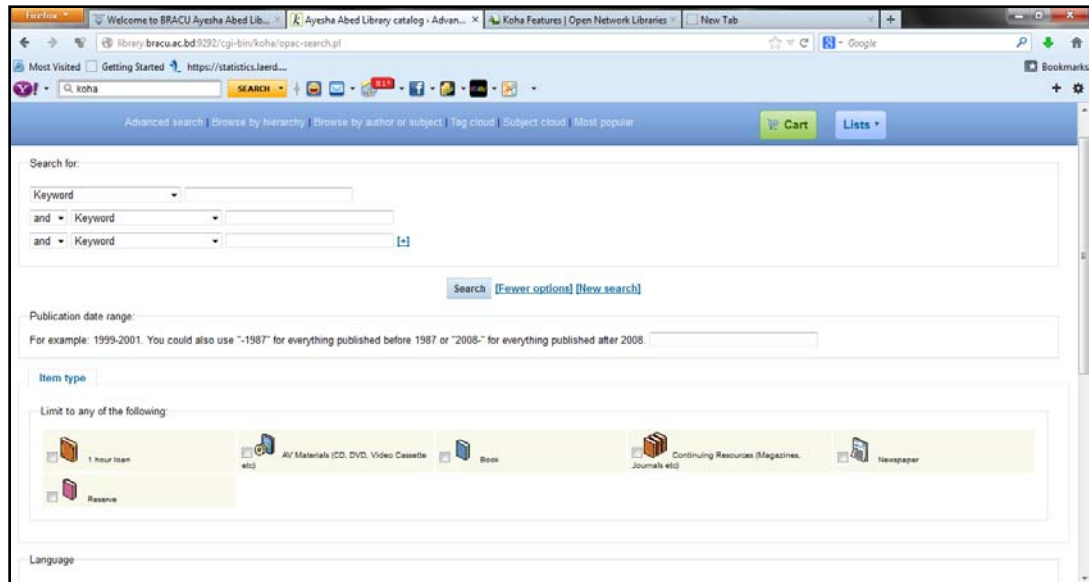 Firefox
Welcome to BRACU Ayesha Abed Lib...
Ayesha Abed Library catalog › Advan...
Koha Features | Open Network Libraries
New Tab
library.bracu.ac.bd:9292/cgi-bin/koha/opac-search.pl
Google
Most Visited Getting Started https://statistics.laerd....
Bookmarks
koha SEARCH
Advanced search | Browse by hierarchy | Browse by author or subject | Tag cloud | Subject cloud | Most popular
Cart Lists
Search for:
Keyword
and Keyword
and Keyword [+]
Search [Fewer options] [New search]
Publication date range:
For example: 1999-2001. You could also use "-1987" for everything published before 1987 or "2008-" for everything published after 2008.
Item type
Limit to any of the following:
1 hour loan
AV Materials (CD, DVD, Video Cassette etc)
Book
Continuing Resources (Magazines, Journals etc)
Newspaper
Reserve
Language